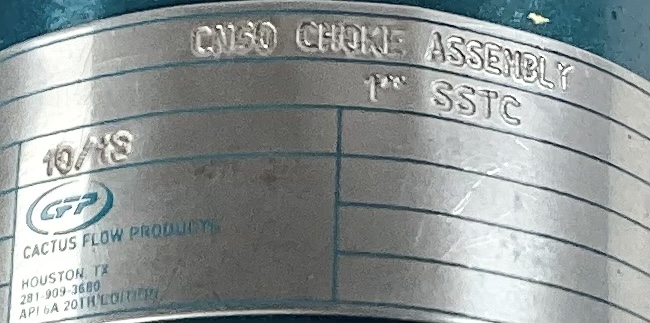 CM50 CHOKE ASSEMBLY
1"" SSTC
10/18
CFP
CACTUS FLOW PRODUCTS
HOUSTON, TX
281-909-3680
API 6A 20TH EDITION